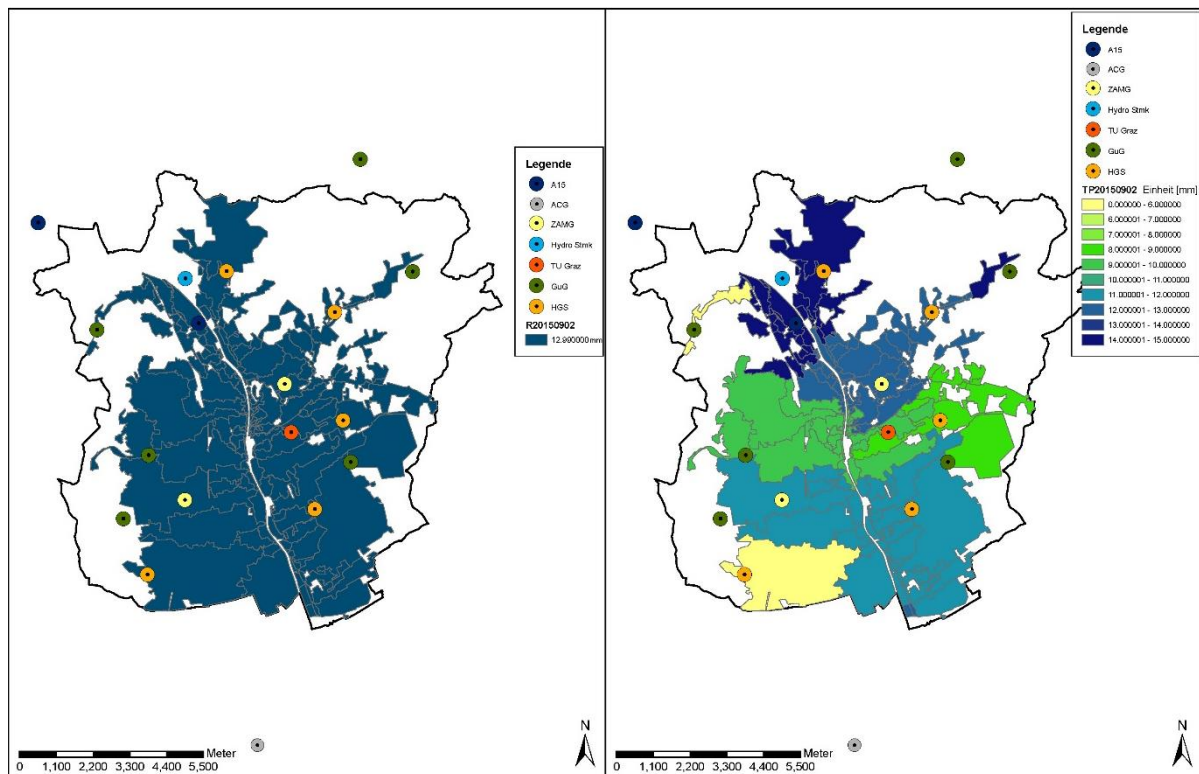 Legende
A15
ACG
ZAMG
Hydro Stmk
TU Graz
GuG
HGS
R20150902
12.990000mm
N
Meter
0 1,100 2,200 3,300 4,400 5,500
Legende
A15
ACG
ZAMG
Hydro Stmk
TU Graz
GuG
HGS
TP20150902 Einheit [mm]
0.000000 - 6.000000
6.000001 - 7.000000
7.000001 - 8.000000
8.000001 - 9.000000
9.000001 - 10.000000
10.000001 - 11.000000
11.000001 - 12.000000
12.000001 - 13.000000
13.000001 - 14.000000
14.000001 - 15.000000
N
Meter
0 1,100 2,200 3,300 4,400 5,500